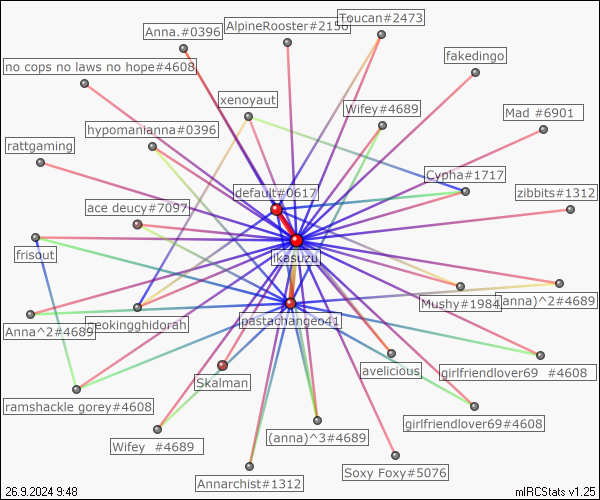 Toucan#2473
AlpineRooster#2156
Anna.#0396
fakedingo
no cops no laws no hope#4608
xenoyaut
Wifey#4689
Mad #6901
hypomanianna#0396
rattgaming
Cypha#1717
default#0617
zibbits#1312
ace deucy#7097
frisout
ikasuzu
Mushy#1984
(anna)^2#4689
Anna^2#4689
neokingghidorah
pastachangeo41
avelicious
girlfriendlover69 #4608
Skalman
ramshackle gorey#4608
girlfriendlover69#4608
Wifey #4689
(anna)^3#4689
Soxy Foxy#5076
Annarchist#1312
26.9.2024 9:48
mIRCStats v1.25